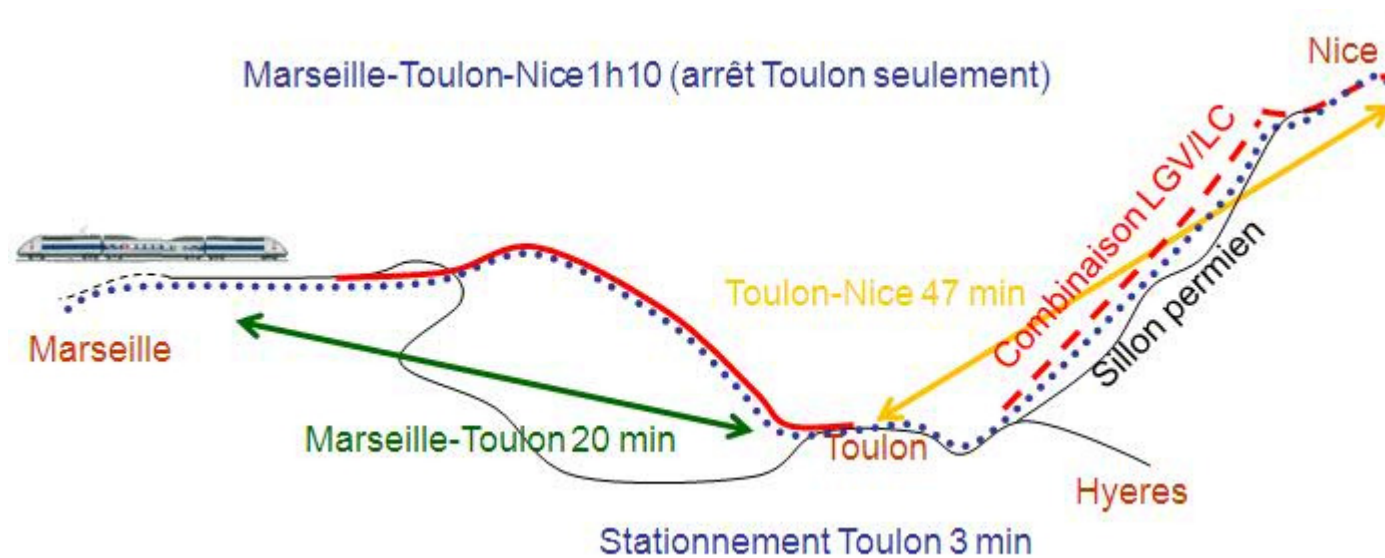 Marseille-Toulon-Nice1h10 (arrêt Toulon seulement)
Nice
Combinaison LGV/LC
Toulon-Nice 47 min
Sillon permien
Marseille
Marseille-Toulon 20 min
Toulon
Hyeres
Stationnement Toulon 3 min